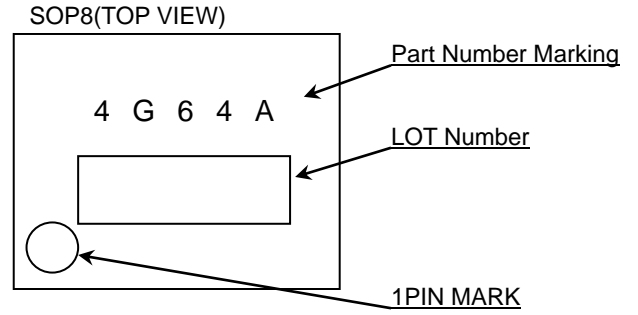 SOP8(TOP VIEW)
Part Number Marking
4 G 6 4 A
LOT Number
1PIN MARK